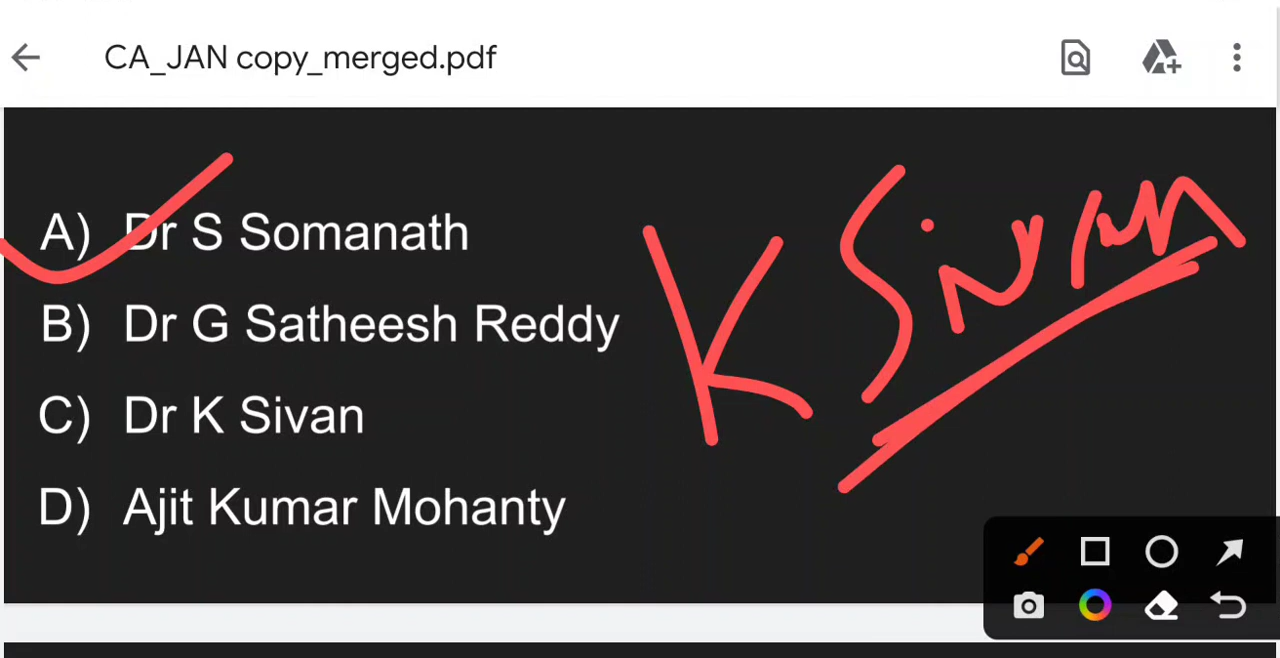 CA_JAN copy_merged.pdf
A) Dr S Somanath
B) Dr G Satheesh Reddy
C) Dr K Sivan
D) Ajit Kumar Mohanty
K Sivan